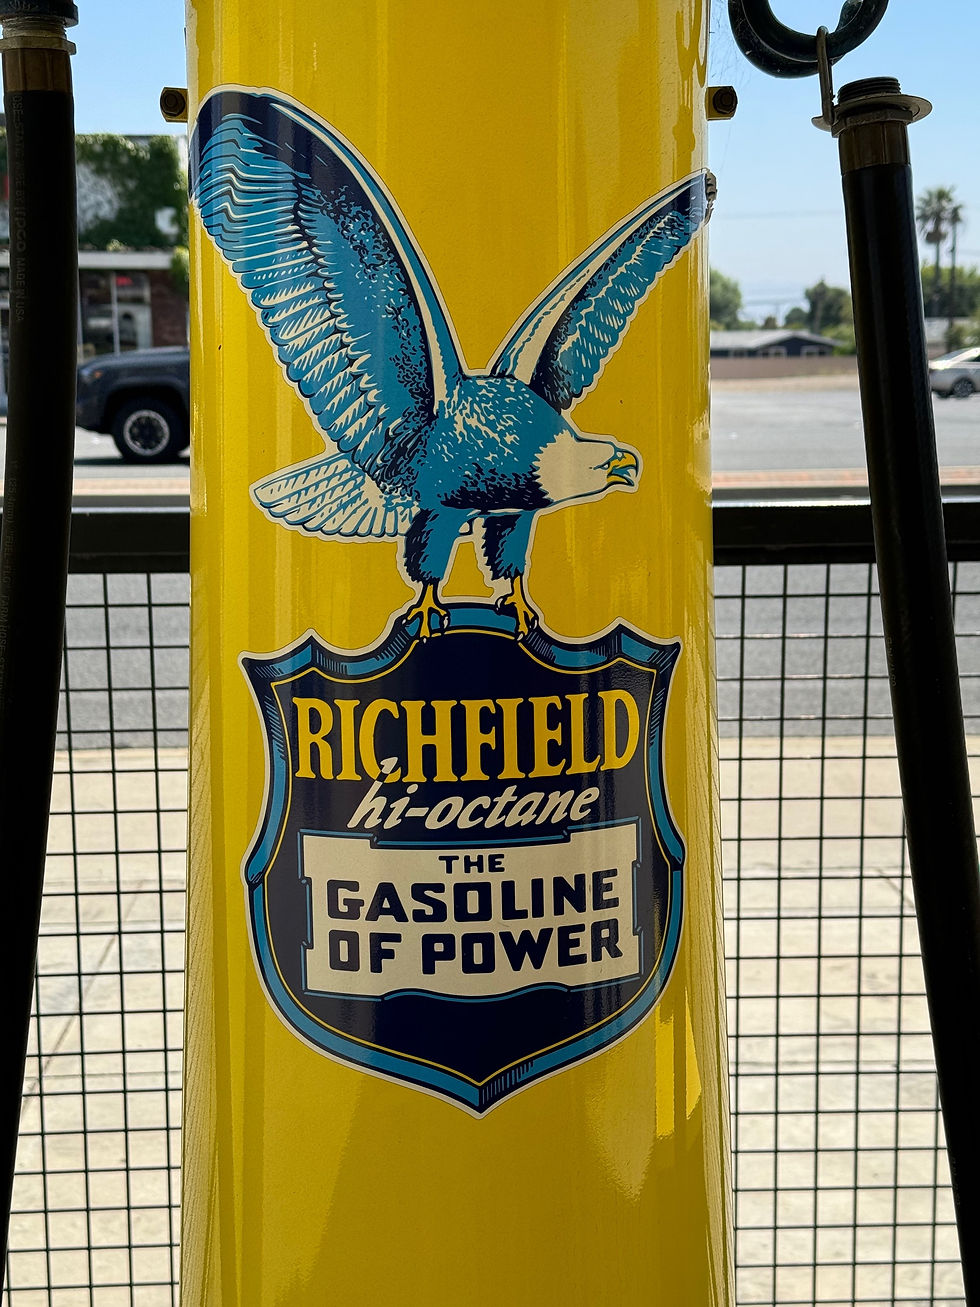 RICHFIELD
hi-octane
THE
GASOLINE
OF POWER